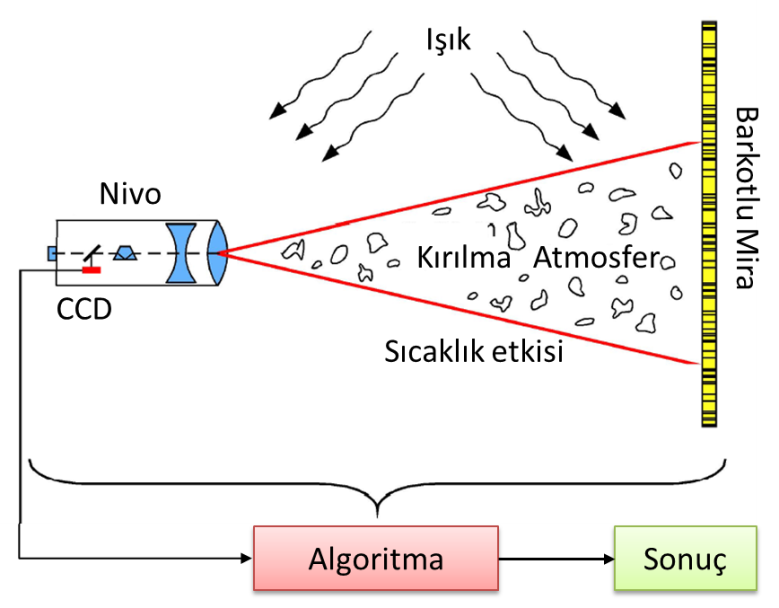 Işık
Barkotlu Mira
Nivo
Kırılma Atmosfer
CCD
Sıcaklık etkisi
Algoritma
Sonuç